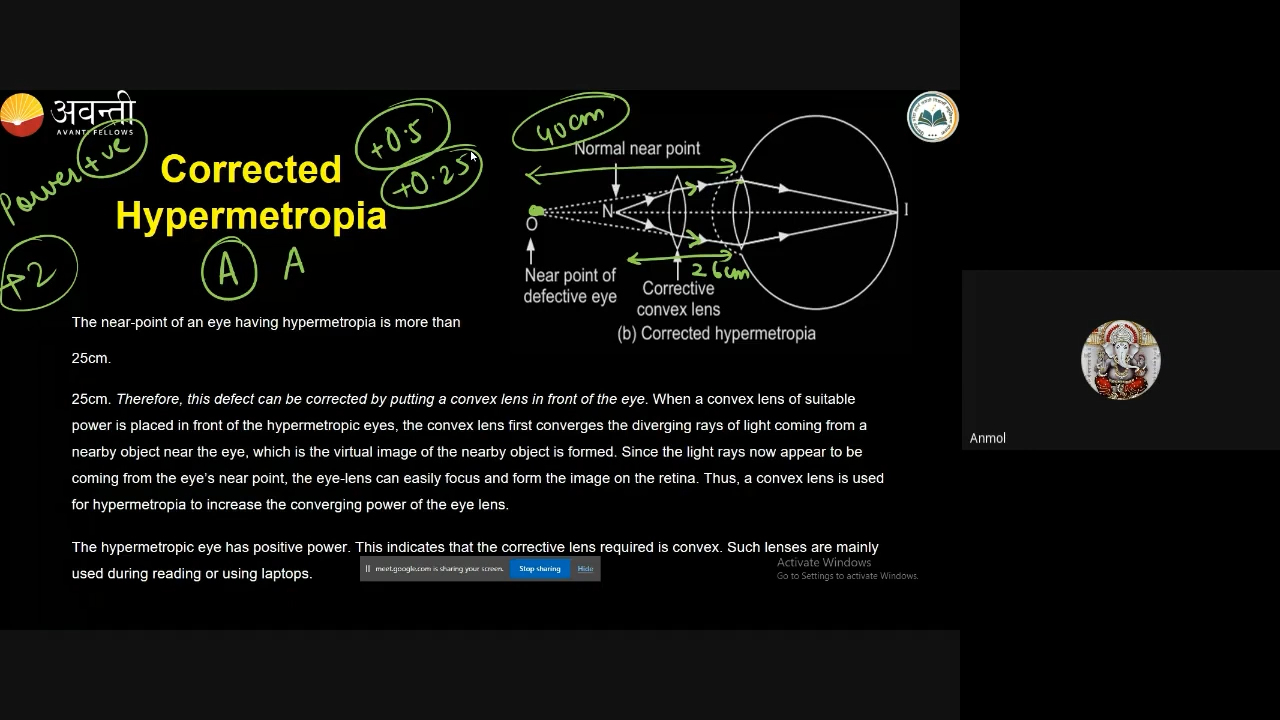 अवन्ती
AVANTI FELLOWS
Power +ve
+0.5
+0.25
+2
Corrected
Hypermetropia
A A
40cm
Normal near point
N
I
O
26cm
Near point of
defective eye
Corrective
convex lens
(b) Corrected hypermetropia
The near-point of an eye having hypermetropia is more than
25cm.
25cm. Therefore, this defect can be corrected by putting a convex lens in front of the eye. When a convex lens of suitable
power is placed in front of the hypermetropic eyes, the convex lens first converges the diverging rays of light coming from a
nearby object near the eye, which is the virtual image of the nearby object is formed. Since the light rays now appear to be
coming from the eye's near point, the eye-lens can easily focus and form the image on the retina. Thus, a convex lens is used
for hypermetropia to increase the converging power of the eye lens.
The hypermetropic eye has positive power. This indicates that the corrective lens required is convex. Such lenses are mainly
used during reading or using laptops.
meet.google.com is sharing your screen.
Stop sharing
Hide
Activate Windows
Go to Settings to activate Windows.
Anmol